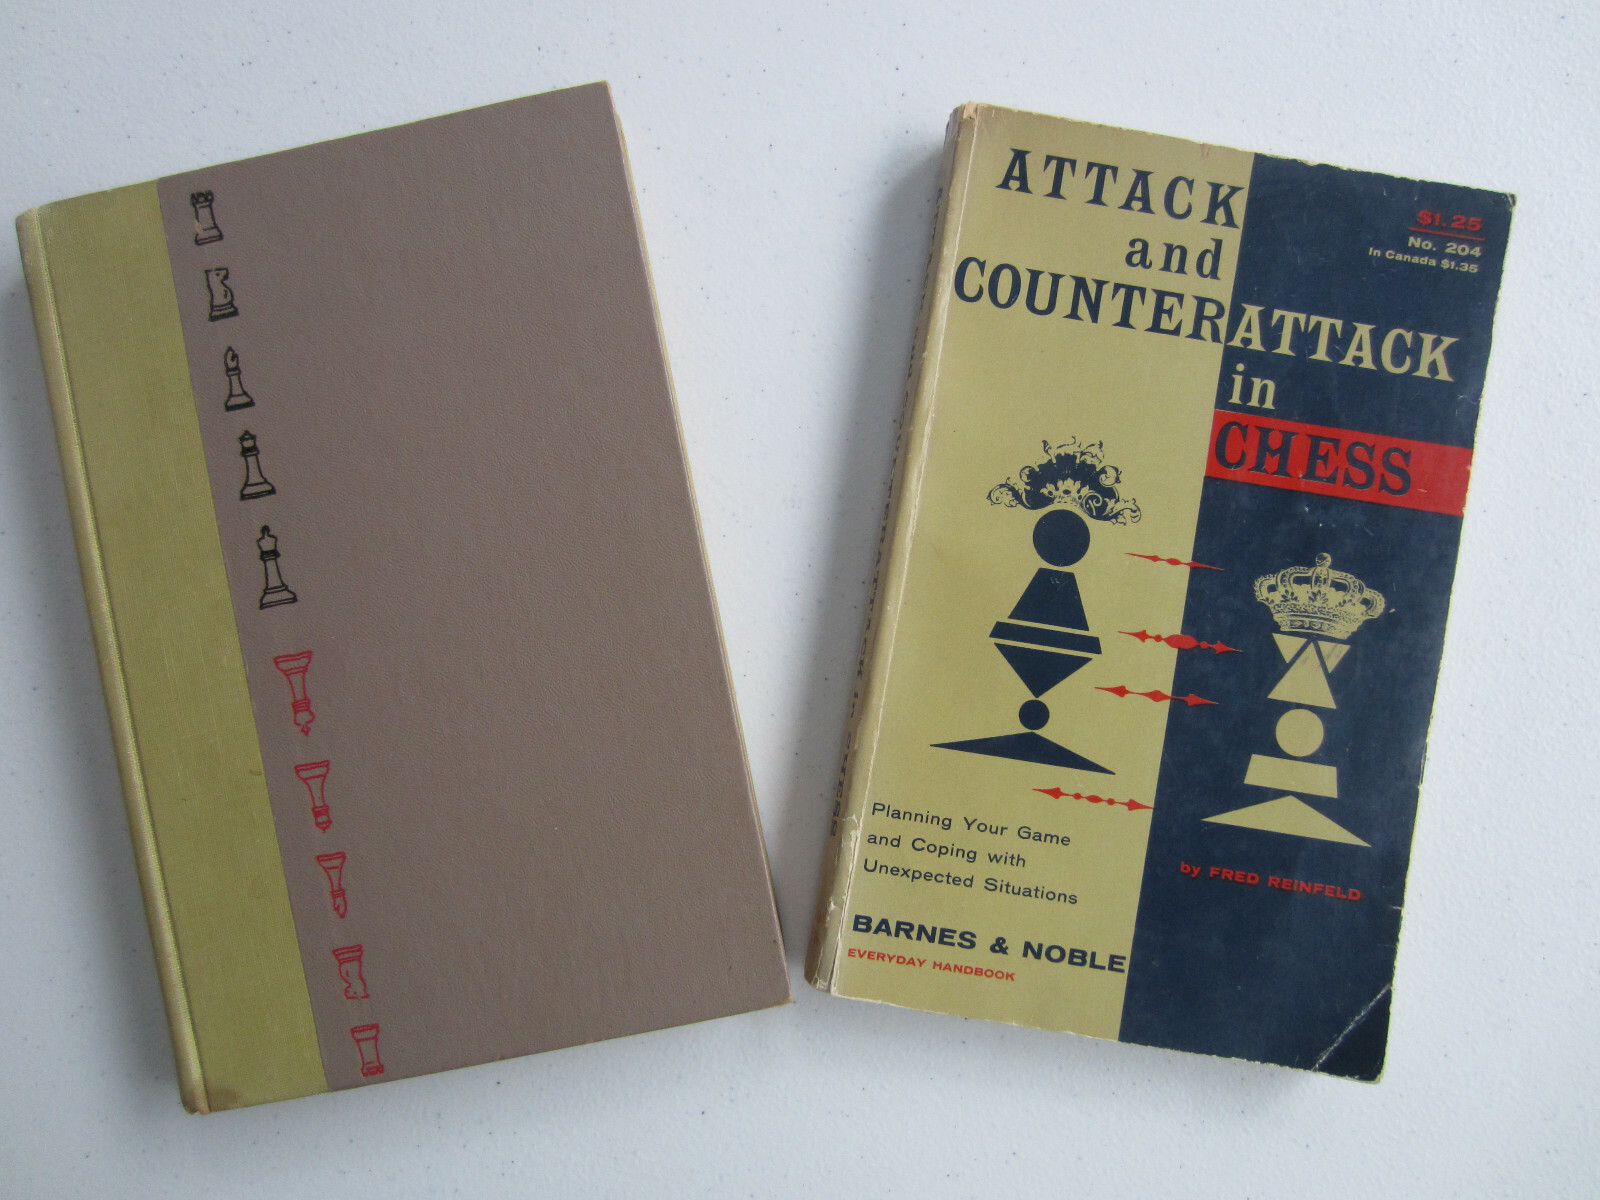 ATTACK
and
COUNTERATTACK
in
CHESS
$1.25
No. 204
In Canada $1.35
Planning Your Game
and Coping with
Unexpected Situations
by FRED REINFELD
BARNES & NOBLE
EVERYDAY HANDBOOK